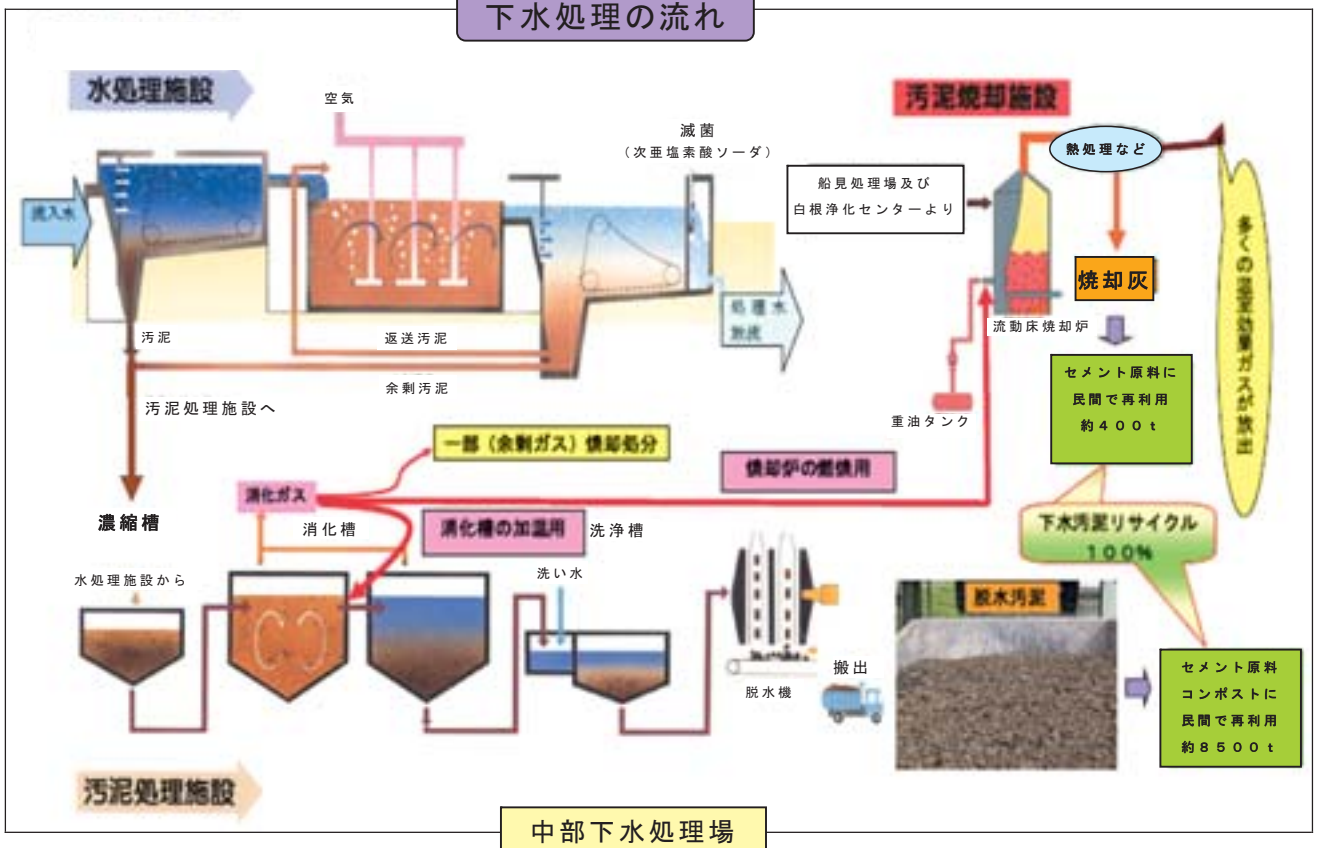 下水処理の流れ
水処理施設
空気
滅菌
（次亜塩素酸ソーダ）
流入水
汚泥
返送汚泥
余剰汚泥
処理水
放流
汚泥処理施設へ
汚泥焼却施設
船見処理場及び
白根浄化センターより
熱処理など
焼却灰
流動床焼却炉
重油タンク
セメント原料に
民間で再利用
約４００ｔ
多くの温室効果ガスが放出
一部（余剰ガス）焼却処分
焼却炉の燃焼用
消化ガス
消化槽の加温用
濃縮槽
消化槽
洗浄槽
水処理施設から
洗い水
脱水機
搬出
脱水汚泥
下水汚泥リサイクル
１００%
セメント原料
コンポストに
民間で再利用
約８５００ｔ
汚泥処理施設
中部下水処理場